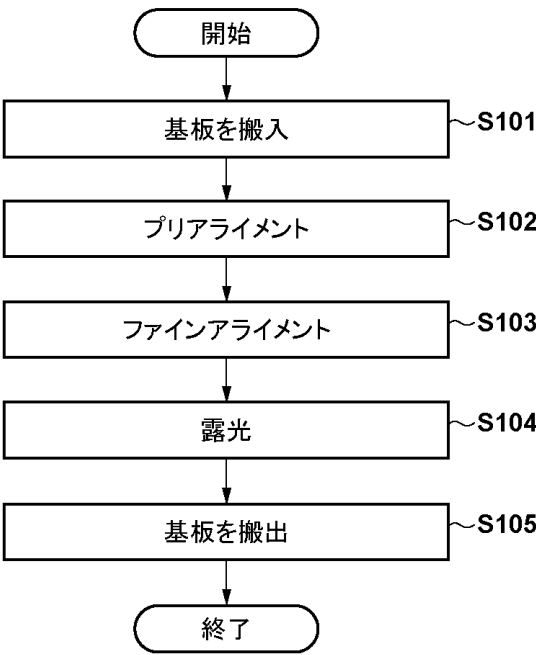 開始
基板を搬入
S101
プリアライメント
S102
ファインアライメント
S103
露光
S104
基板を搬出
S105
終了